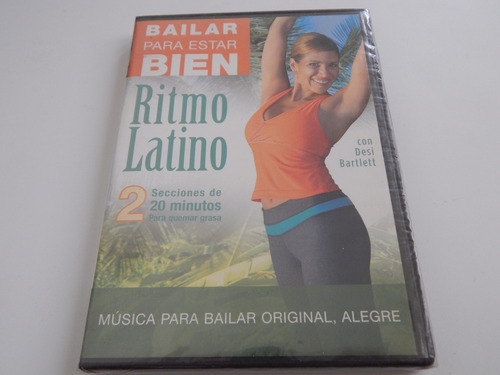 BAILAR
PARA ESTAR
BIEN
Ritmo
Latino
con
Desi
Bartlett
2 Secciones de
20 minutos
Para quemar grasa
MÚSICA PARA BAILAR ORIGINAL, ALEGRE